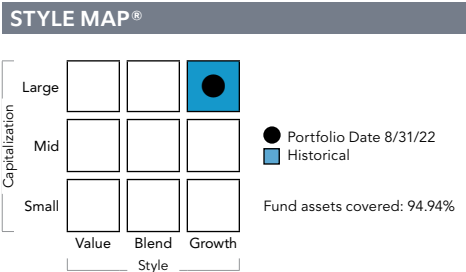 STYLE MAP®
Large
Mid
Small
Capitalization
Value Blend Growth
Style
Portfolio Date 8/31/22
Historical
Fund assets covered: 94.94%